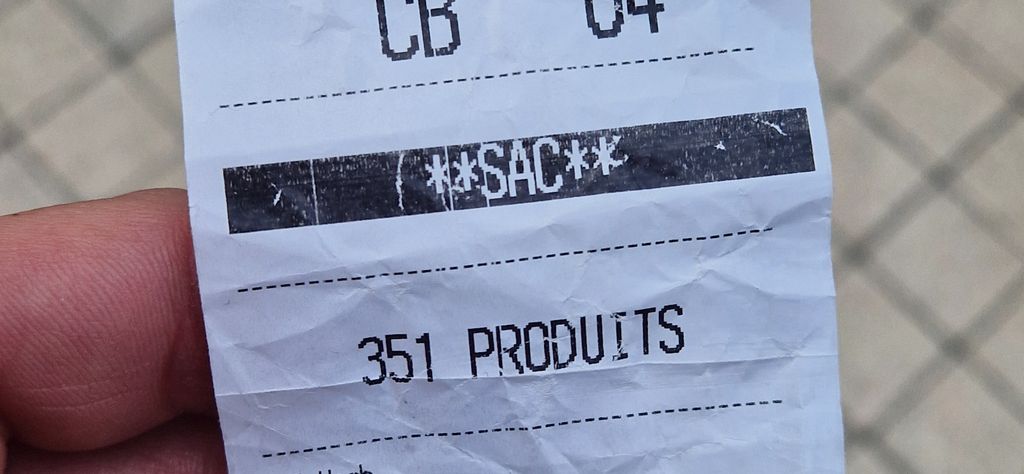 CB 04
**SAC**
351 PRODUITS